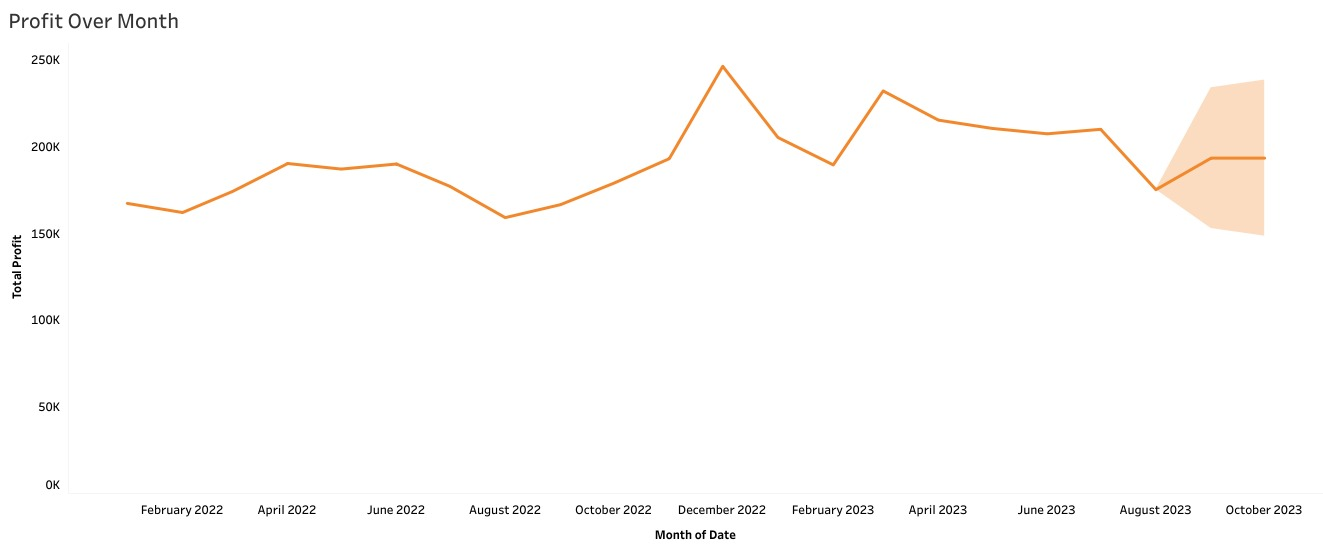 Profit Over Month
250K
200K
150K
100K
50K
0K
Total Profit
February 2022 April 2022 June 2022 August 2022 October 2022 December 2022 February 2023 April 2023 June 2023 August 2023 October 2023
Month of Date